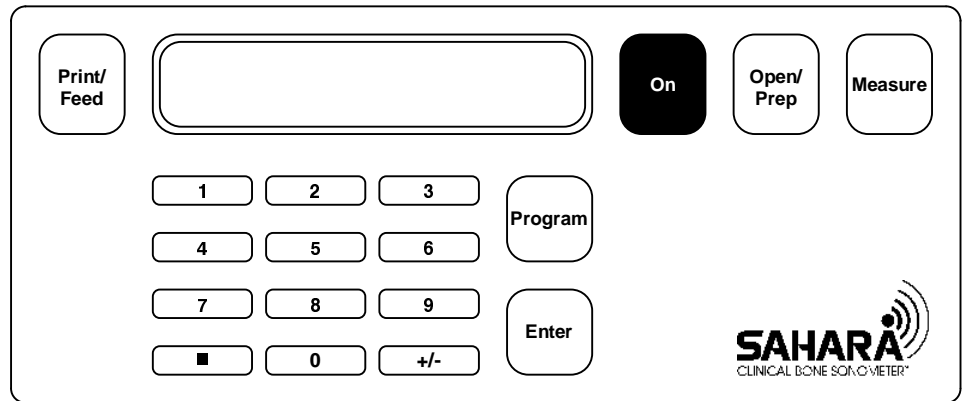 Print/
Feed
On
Open/
Prep
Measure
1
2
3
Program
4
5
6
7
8
9
Enter
0
+/-
SAHARA
CLINICAL BONE SONOMETER™